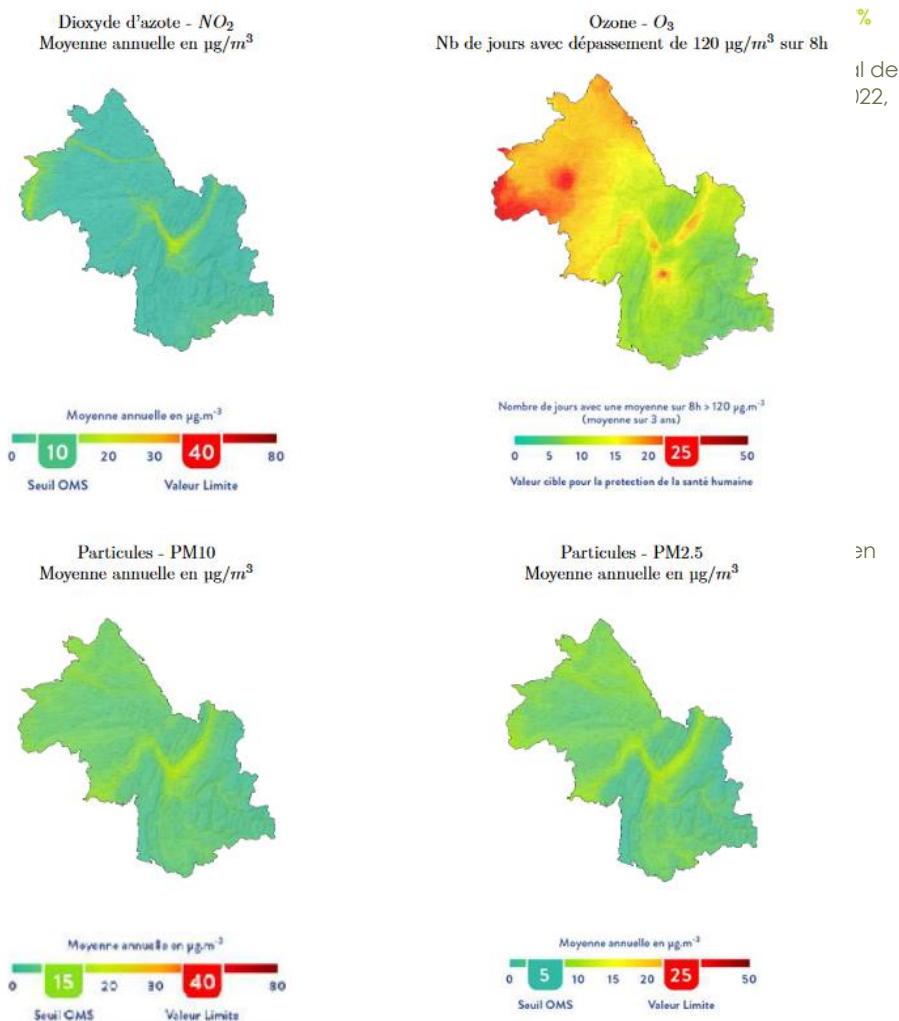 Dioxyde d'azote - NO₂
Moyenne annuelle en µg/m³
Moyenne annuelle en µg.m⁻³
0 10 20 30 40 80
Seuil OMS Valeur Limite
Ozone - O₃
Nb de jours avec dépassement de 120 µg/m³ sur 8h
Nombre de jours avec une moyenne sur 8h > 120 µg.m⁻³
(moyenne sur 3 ans)
0 5 10 15 20 25 50
Valeur cible pour la protection de la santé humaine
%
al de
022,
Particules - PM10
Moyenne annuelle en µg/m³
Moyenne annuelle en µg.m⁻³
0 15 20 30 40 80
Seuil OMS Valeur Limite
Particules - PM2.5
Moyenne annuelle en µg/m³
Moyenne annuelle en µg.m⁻³
0 5 10 15 20 25 50
Seuil OMS Valeur Limite
en